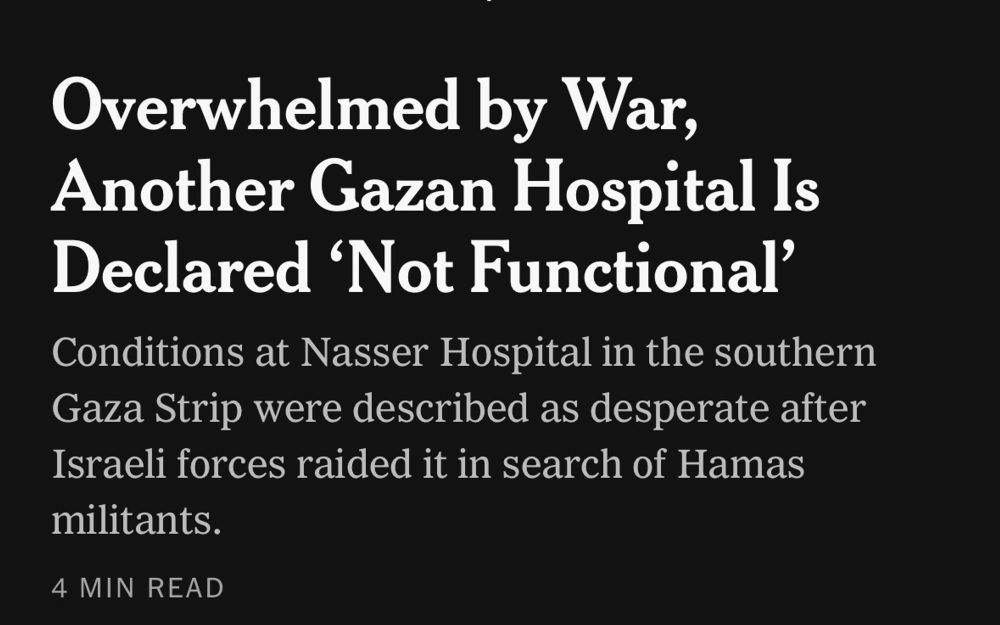 Overwhelmed by War,
Another Gazan Hospital Is
Declared ‘Not Functional’
Conditions at Nasser Hospital in the southern
Gaza Strip were described as desperate after
Israeli forces raided it in search of Hamas
militants.
4 MIN READ